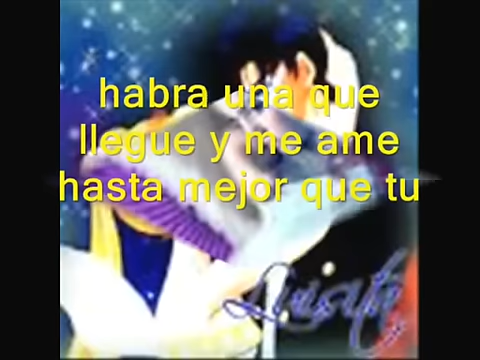 habra una que
llegue y me ame
hasta mejor que tu